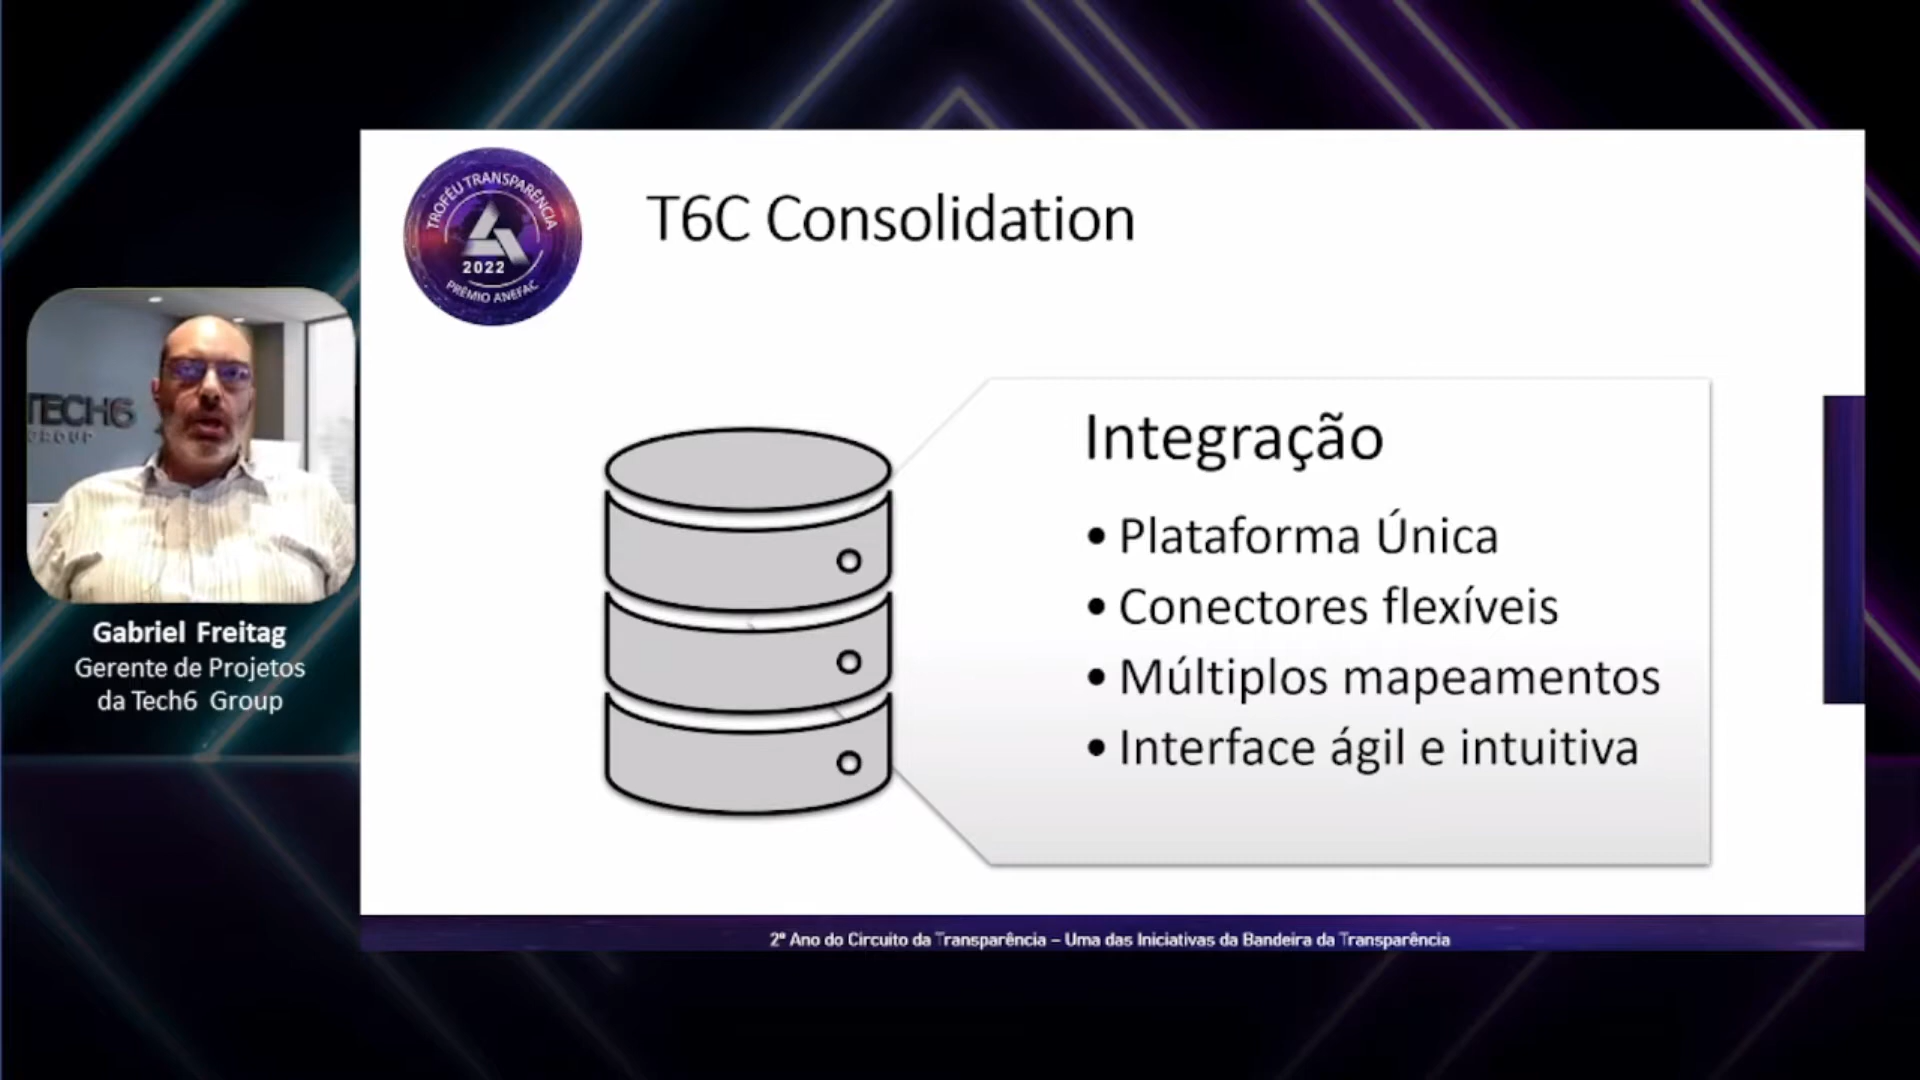 TROFÉU TRANSPARÊNCIA
2022
PRÊMIO ANEFAC
T6C Consolidation
TECH6
GROUP
Gabriel Freitag
Gerente de Projetos
da Tech6 Group
Integração
• Plataforma Única
• Conectores flexíveis
• Múltiplos mapeamentos
• Interface ágil e intuitiva
2º Ano do Circuito da Transparência – Uma das Iniciativas da Bandeira da Transparência